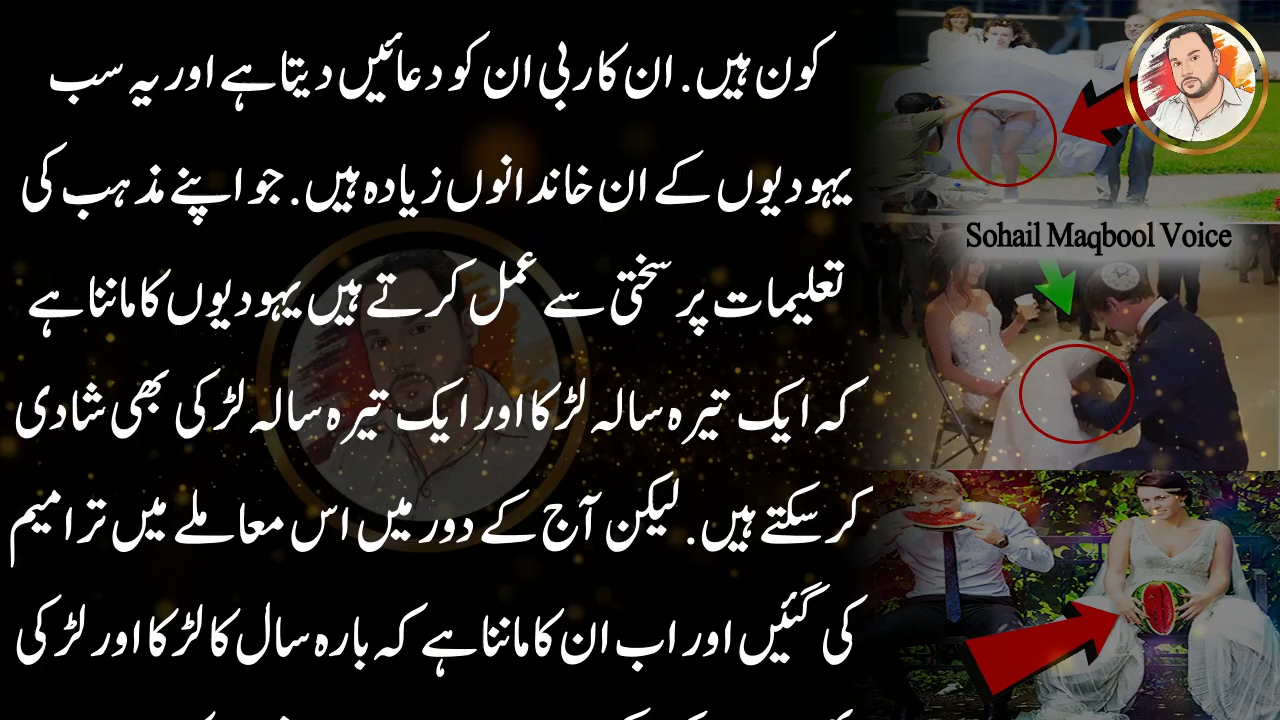 کون ہیں. ان کا ربی ان کو دعائیں دیتا ہے اور یہ سب
یہودیوں کے ان خاندانوں زیادہ ہیں. جو اپنے مذہب کی
تعلیمات پر سختی سے عمل کرتے ہیں یہودیوں کا ماننا ہے
کہ ایک تیرہ سالہ لڑکا اور ایک تیرہ سالہ لڑکی بھی شادی
کر سکتے ہیں. لیکن آج کے دور میں اس معاملے میں ترامیم
کی گئیں اور اب ان کا ماننا ہے کہ بارہ سال کا لڑکا اور لڑکی
Sohail Maqbool Voice